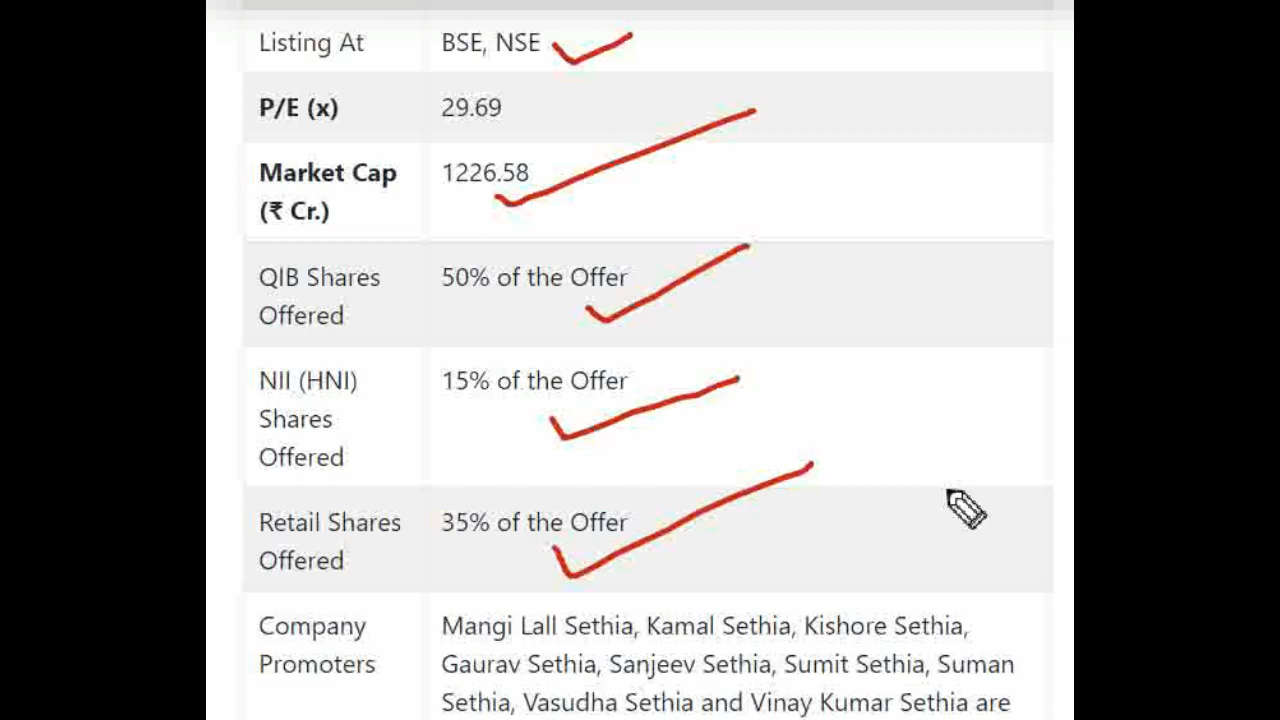 Listing At BSE, NSE
P/E (x) 29.69
Market Cap 1226.58
(₹ Cr.)
QIB Shares 50% of the Offer
Offered
NII (HNI) 15% of the Offer
Shares
Offered
Retail Shares 35% of the Offer
Offered
Company Mangi Lall Sethia, Kamal Sethia, Kishore Sethia,
Promoters Gaurav Sethia, Sanjeev Sethia, Sumit Sethia, Suman
Sethia, Vasudha Sethia and Vinay Kumar Sethia are